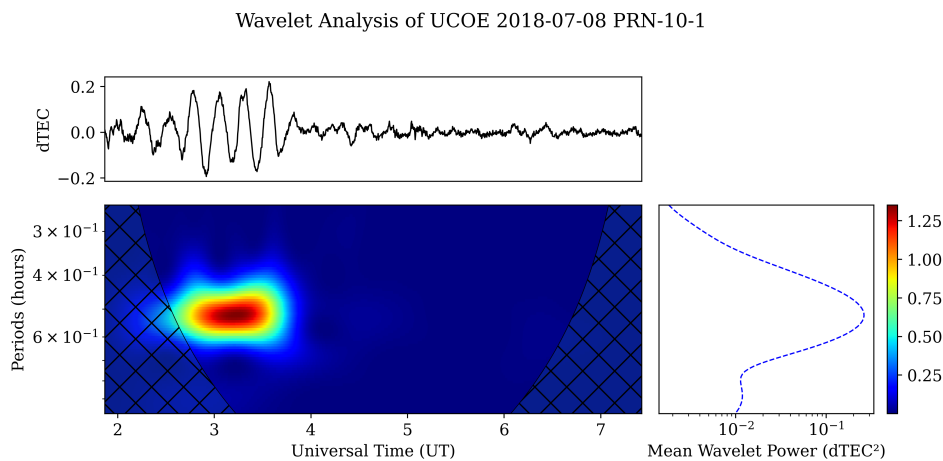 Wavelet Analysis of UCOE 2018-07-08 PRN-10-1
dTEC
0.2
0.0
−0.2
Periods (hours)
3 × 10⁻¹
4 × 10⁻¹
6 × 10⁻¹
2 3 4 5 6 7
Universal Time (UT)
10⁻² 10⁻¹
Mean Wavelet Power (dTEC²)
1.25
1.00
0.75
0.50
0.25